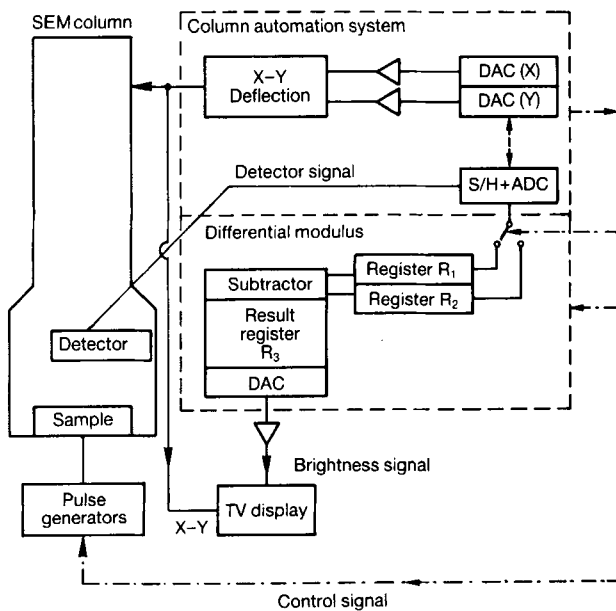 SEM column
Column automation system
X–Y
Deflection
DAC (X)
DAC (Y)
Detector signal
S/H+ADC
Differential modulus
Register R₁
Register R₂
Subtractor
Result
register
R₃
DAC
Detector
Sample
Brightness signal
Pulse
generators
X–Y
TV display
Control signal